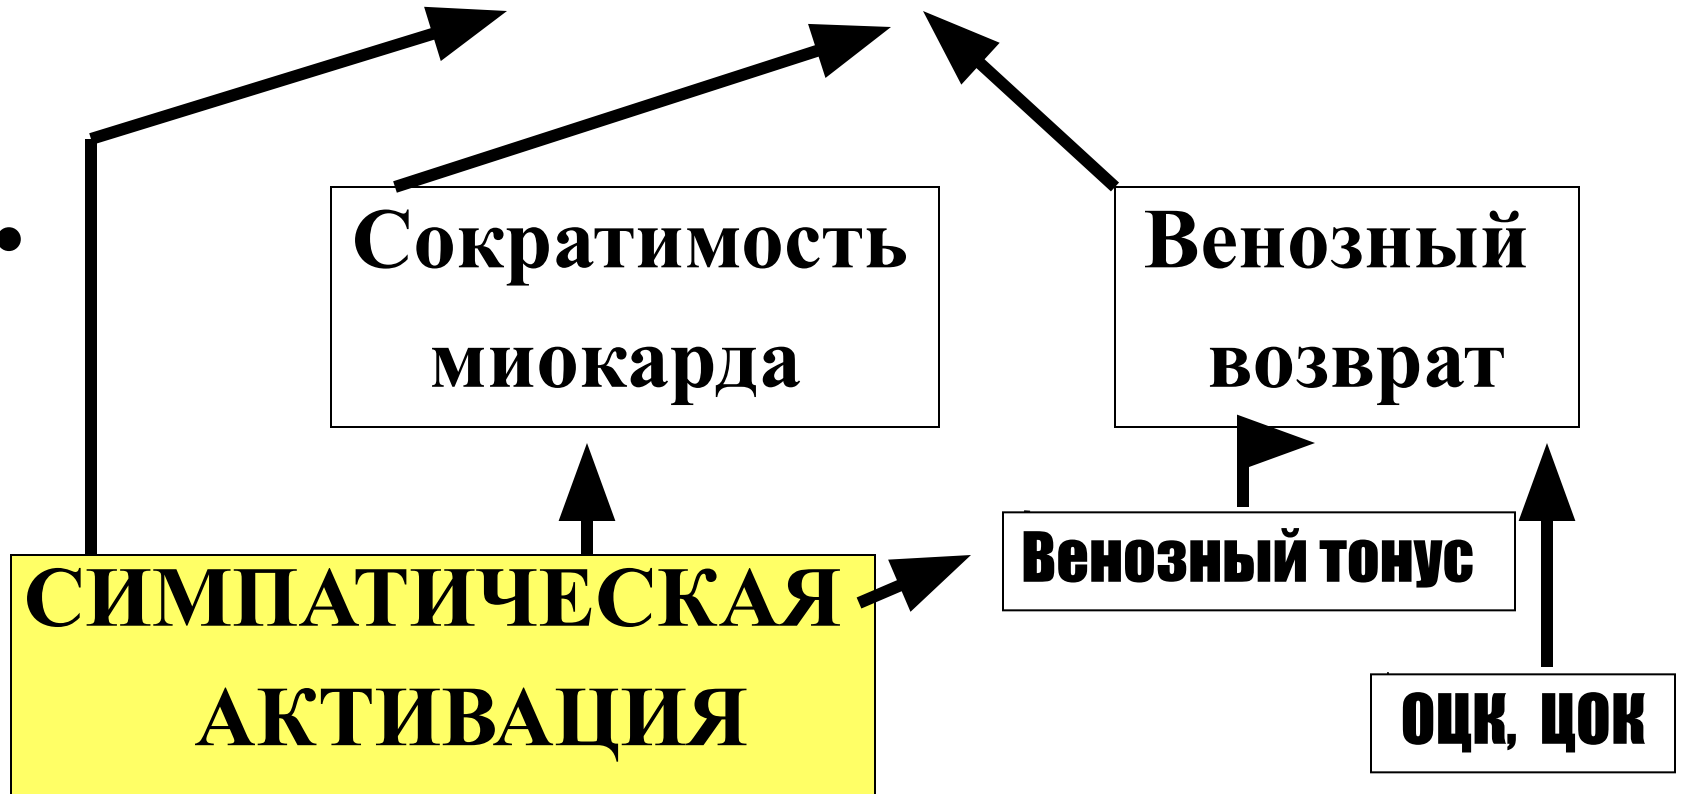 Сократимость
миокарда
Венозный
возврат
СИМПАТИЧЕСКАЯ
АКТИВАЦИЯ
Венозный тонус
ОЦК, ЦОК